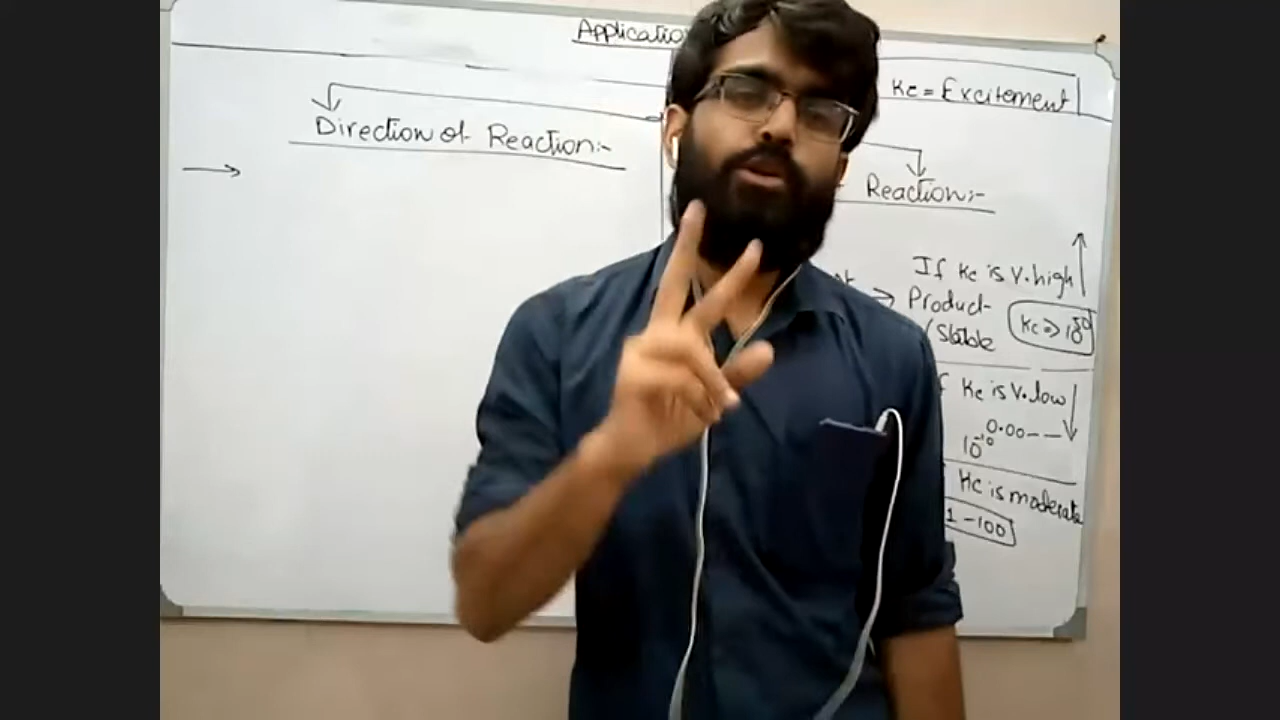 Applicatio
Kc = Excitement
Direction of Reaction:-
Reaction:-
If Kc is V.high
Product
Stable
Kc => 10
Kc is V.low
0.00--
10
Kc is moderate
1-100